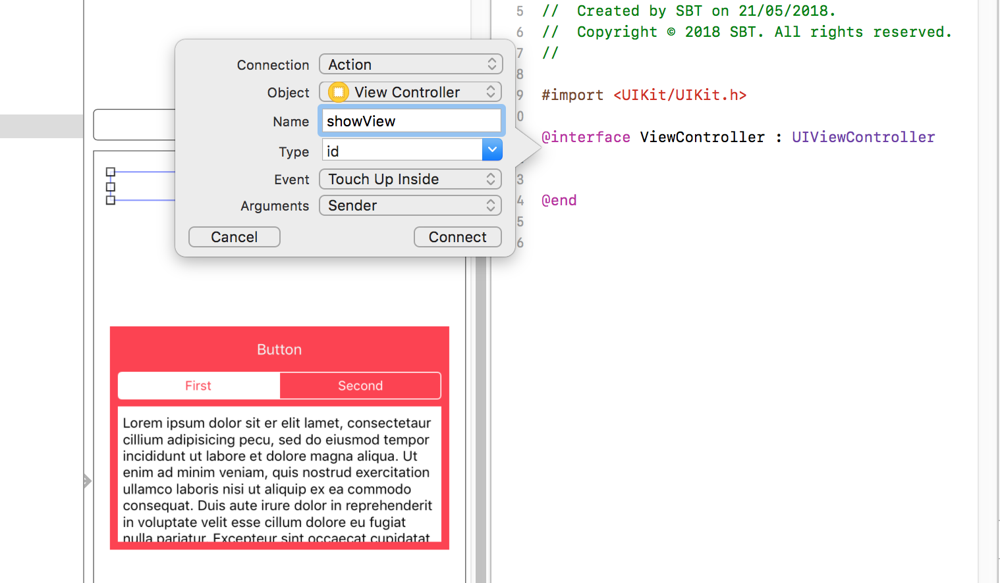 5 // Created by SBT on 21/05/2018.
6 // Copyright © 2018 SBT. All rights reserved.
7 //
8
9 #import <UIKit/UIKit.h>
0
@interface ViewController : UIViewController
3
4 @end
5
6
Connection Action
Object View Controller
Name showView
Type id
Event Touch Up Inside
Arguments Sender
Cancel Connect
Button
First Second
Lorem ipsum dolor sit er elit lamet, consectetaur
cillium adipisicing pecu, sed do eiusmod tempor
incididunt ut labore et dolore magna aliqua. Ut
enim ad minim veniam, quis nostrud exercitation
ullamco laboris nisi ut aliquip ex ea commodo
consequat. Duis aute irure dolor in reprehenderit
in voluptate velit esse cillum dolore eu fugiat
nulla pariatur. Excepteur sint occaecat cupidatat